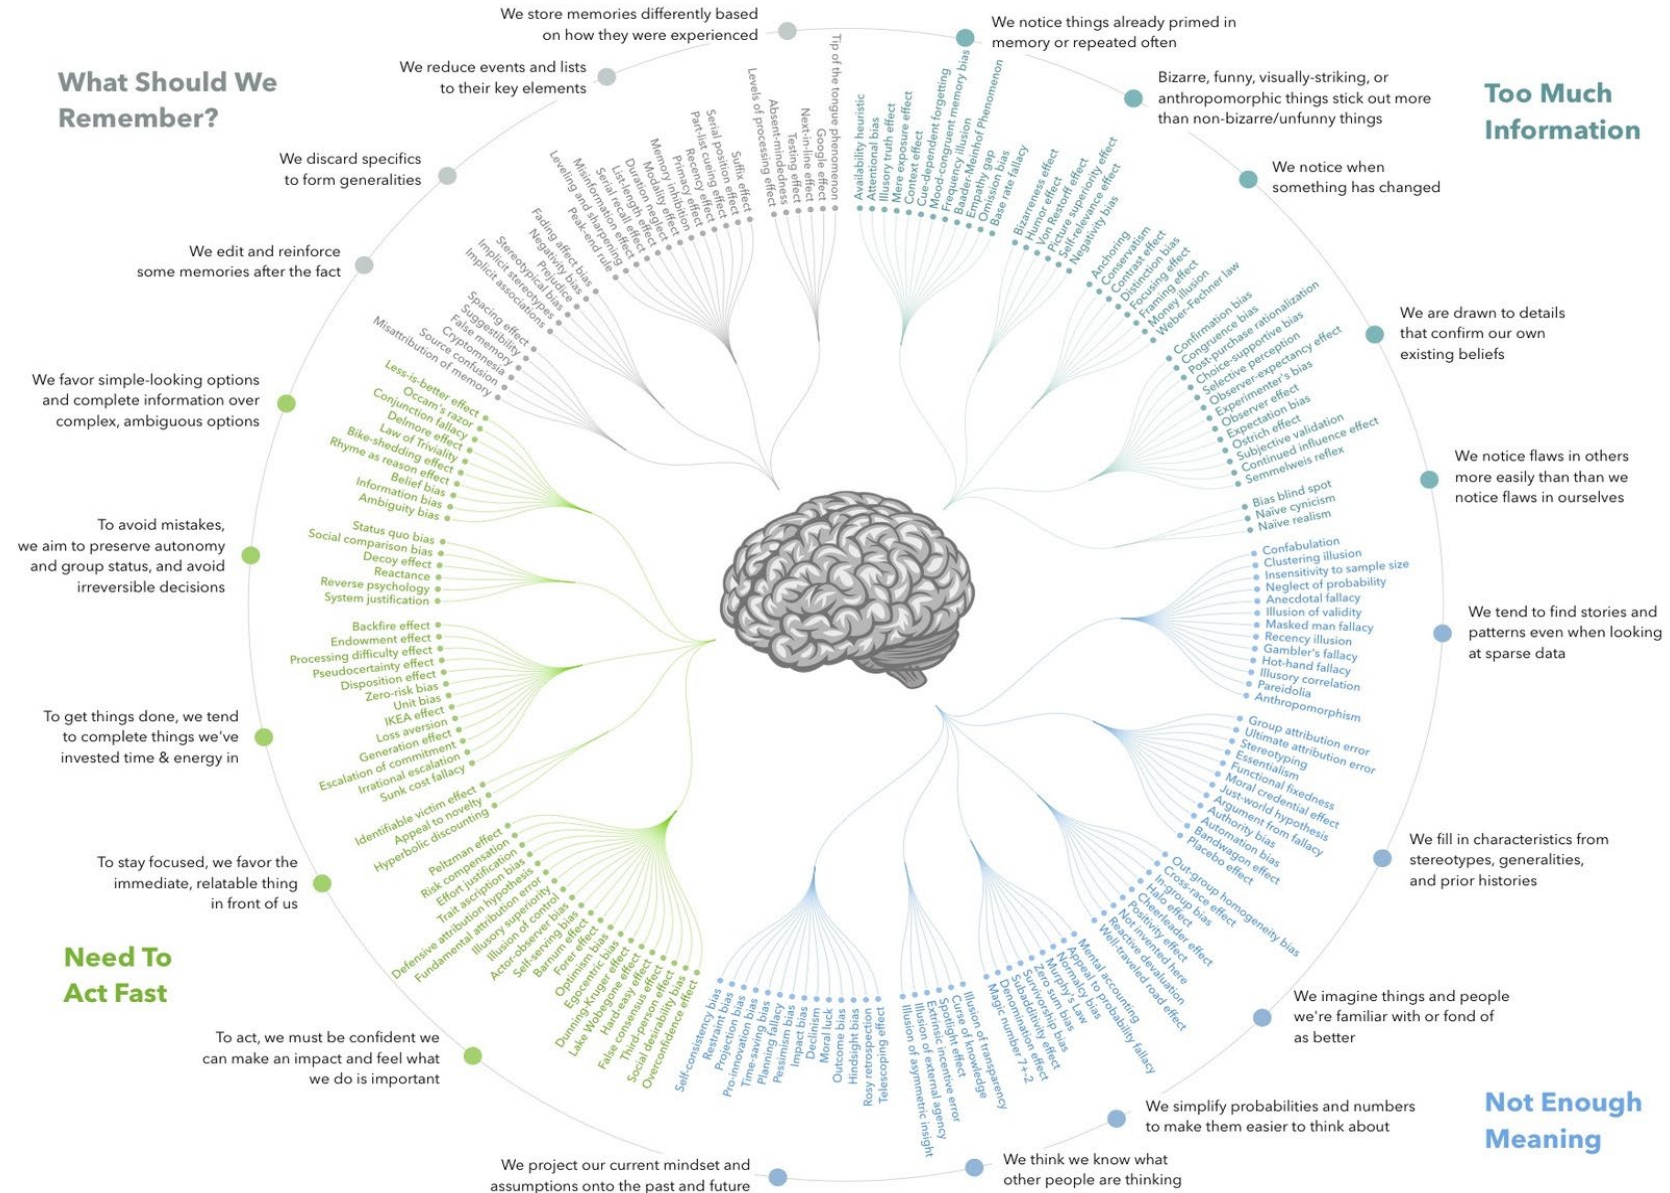 What Should We
Remember?
We store memories differently based
on how they were experienced
We reduce events and lists
to their key elements
We discard specifics
to form generalities
We edit and reinforce
some memories after the fact
Tip of the tongue phenomenon
Google effect
Next-in-line effect
Testing effect
Absent-mindedness
Levels of processing effect
Suffix effect
Serial position effect
Part-list cueing effect
Recency effect
Primacy effect
Memory inhibition
Modality effect
Duration neglect
List-length effect
Serial recall effect
Misinformation effect
Leveling and sharpening
Peak-end rule
Fading affect bias
Negativity bias
Prejudice
Stereotypical bias
Implicit stereotypes
Implicit associations
Spacing effect
Suggestibility
False memory
Cryptomnesia
Source confusion
Misattribution of memory
Too Much
Information
We notice things already primed in
memory or repeated often
Bizarre, funny, visually-striking, or
anthropomorphic things stick out more
than non-bizarre/unfunny things
We notice when
something has changed
We are drawn to details
that confirm our own
existing beliefs
We notice flaws in others
more easily than than we
notice flaws in ourselves
Availability heuristic
Attentional bias
Illusory truth effect
Mere exposure effect
Context effect
Cue-dependent forgetting
Mood-congruent memory bias
Frequency illusion
Baader-Meinhof Phenomenon
Empathy gap
Omission bias
Base rate fallacy
Bizarreness effect
Humor effect
Von Restorff effect
Picture superiority effect
Self-relevance effect
Negativity bias
Anchoring
Conservatism
Contrast effect
Distinction bias
Focusing effect
Framing effect
Money illusion
Weber-Fechner law
Confirmation bias
Congruence bias
Post-purchase rationalization
Choice-supportive bias
Selective perception
Observer-expectancy effect
Experimenter's bias
Observer effect
Expectation bias
Ostrich effect
Subjective validation
Continued influence effect
Semmelweis reflex
Bias blind spot
Naïve cynicism
Naïve realism
We tend to find stories and
patterns even when looking
at sparse data
We fill in characteristics from
stereotypes, generalities,
and prior histories
We imagine things and people
we're familiar with or fond of
as better
We simplify probabilities and numbers
to make them easier to think about
We think we know what
other people are thinking
We project our current mindset and
assumptions onto the past and future
Not Enough
Meaning
Confabulation
Clustering illusion
Insensitivity to sample size
Neglect of probability
Anecdotal fallacy
Illusion of validity
Masked man fallacy
Recency illusion
Gambler's fallacy
Hot-hand fallacy
Illusory correlation
Pareidolia
Anthropomorphism
Group attribution error
Ultimate attribution error
Stereotyping
Essentialism
Functional fixedness
Moral credential effect
Just-world hypothesis
Argument from fallacy
Authority bias
Automation bias
Bandwagon effect
Placebo effect
Out-group homogeneity bias
Cross-race effect
In-group bias
Halo effect
Cheerleader effect
Positivity effect
Not invented here
Reactive devaluation
Well-traveled road effect
Mental accounting
Appeal to probability fallacy
Normalcy bias
Murphy's Law
Zero sum bias
Survivorship bias
Subadditivity effect
Denomination effect
Magic number 7+-2
Illusion of transparency
Curse of knowledge
Spotlight effect
Extrinsic incentive error
Illusion of external agency
Illusion of asymmetric insight
Telescoping effect
Rosy retrospection
Hindsight bias
Outcome bias
Moral luck
Declinism
Impact bias
Pessimism bias
Planning fallacy
Time-saving bias
Pro-innovation bias
Projection bias
Restraint bias
Self-consistency bias
We favor simple-looking options
and complete information over
complex, ambiguous options
To avoid mistakes,
we aim to preserve autonomy
and group status, and avoid
irreversible decisions
To get things done, we tend
to complete things we've
invested time & energy in
To stay focused, we favor the
immediate, relatable thing
in front of us
To act, we must be confident we
can make an impact and feel what
we do is important
Need To
Act Fast
Less-is-better effect
Occam's razor
Conjunction fallacy
Delmore effect
Law of Triviality
Bike-shedding effect
Rhyme as reason effect
Belief bias
Information bias
Ambiguity bias
Status quo bias
Social comparison bias
Decoy effect
Reactance
Reverse psychology
System justification
Backfire effect
Endowment effect
Processing difficulty effect
Pseudocertainty effect
Disposition effect
Zero-risk bias
Unit bias
IKEA effect
Loss aversion
Generation effect
Escalation of commitment
Irrational escalation
Sunk cost fallacy
Identifiable victim effect
Appeal to novelty
Hyperbolic discounting
Peltzman effect
Risk compensation
Effort justification
Trait ascription bias
Defensive attribution hypothesis
Fundamental attribution error
Illusory superiority
Illusion of control
Actor-observer bias
Self-serving bias
Barnum effect
Forer effect
Optimism bias
Egocentric bias
Dunning-Kruger effect
Lake Wobegone effect
Hard-easy effect
False consensus effect
Third-person effect
Social desirability bias
Overconfidence effect